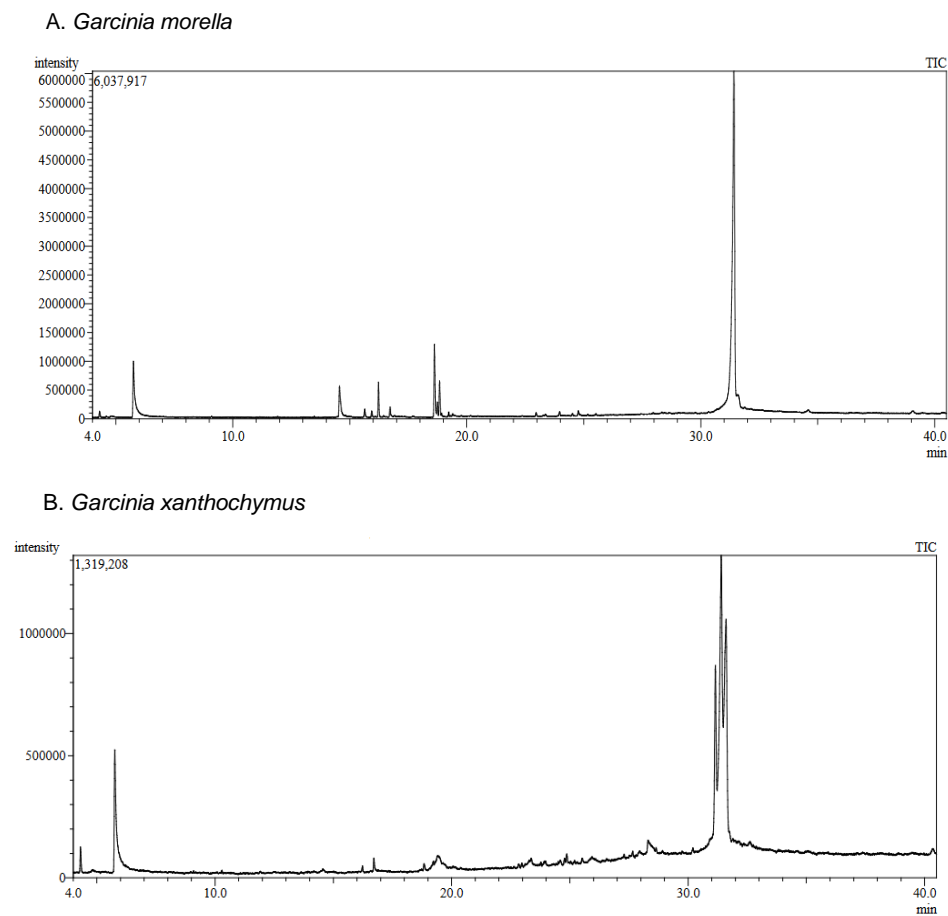 A. Garcinia morella
intensity TIC
6000000 6,037,917
5500000
5000000
4500000
4000000
3500000
3000000
2500000
2000000
1500000
1000000
500000
0
4.0 10.0 20.0 30.0 40.0
min
B. Garcinia xanthochymus
intensity TIC
1,319,208
1000000
500000
0
4.0 10.0 20.0 30.0 40.0
min